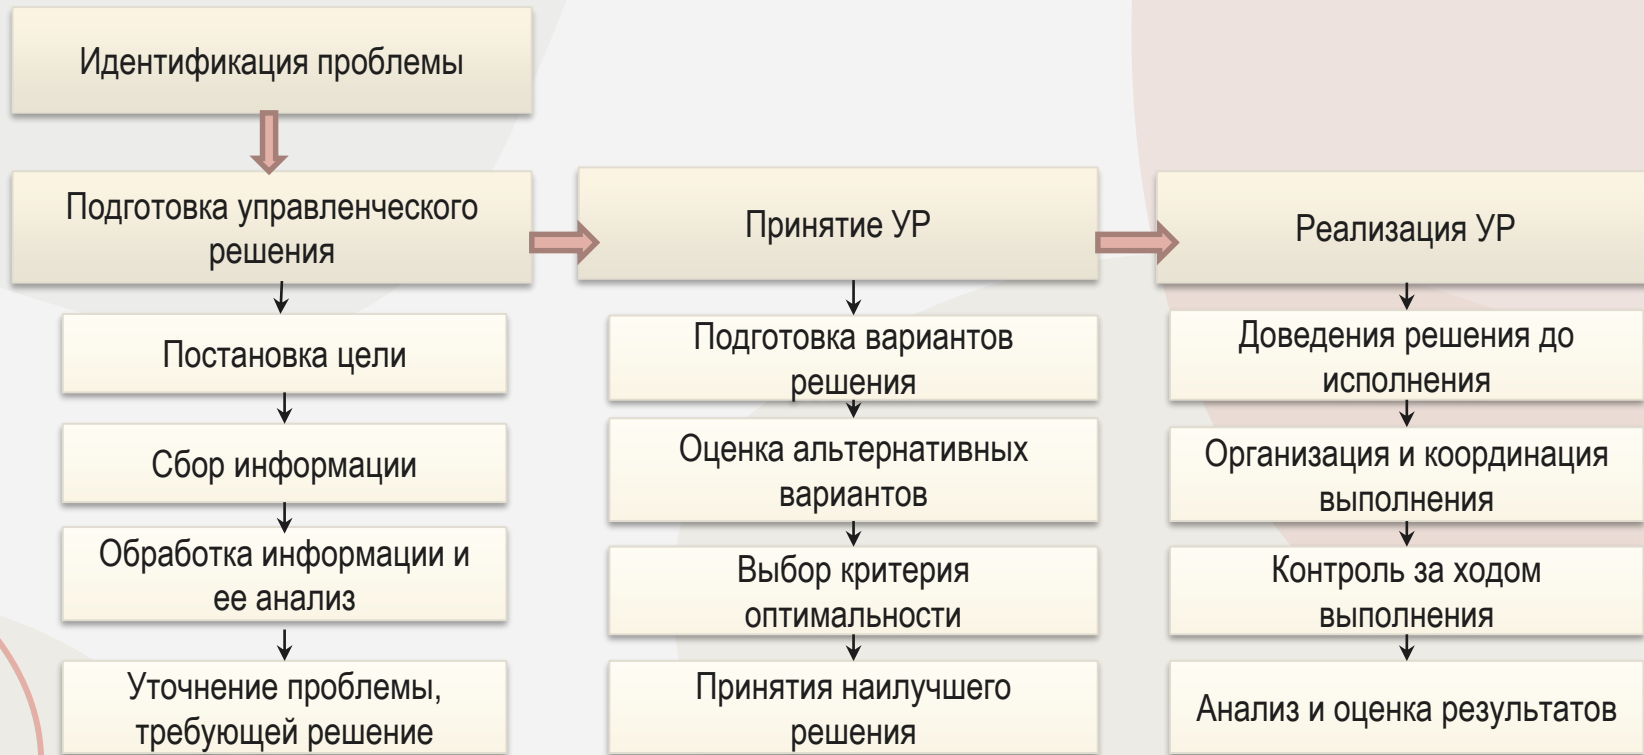 Идентификация проблемы
Подготовка управленческого
решения
Постановка цели
Сбор информации
Обработка информации и
ее анализ
Уточнение проблемы,
требующей решение
Принятие УР
Подготовка вариантов
решения
Оценка альтернативных
вариантов
Выбор критерия
оптимальности
Принятия наилучшего
решения
Реализация УР
Доведения решения до
исполнения
Организация и координация
выполнения
Контроль за ходом
выполнения
Анализ и оценка результатов